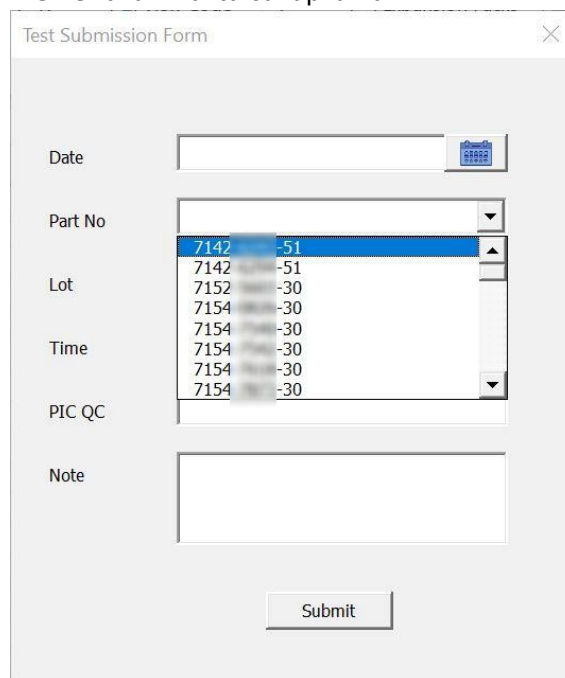 Test Submission Form
Date
Part No
7142 -51
7142 -51
7152 -30
7154 -30
7154 -30
7154 -30
7154 -30
7154 -30
Lot
Time
PIC QC
Note
Submit